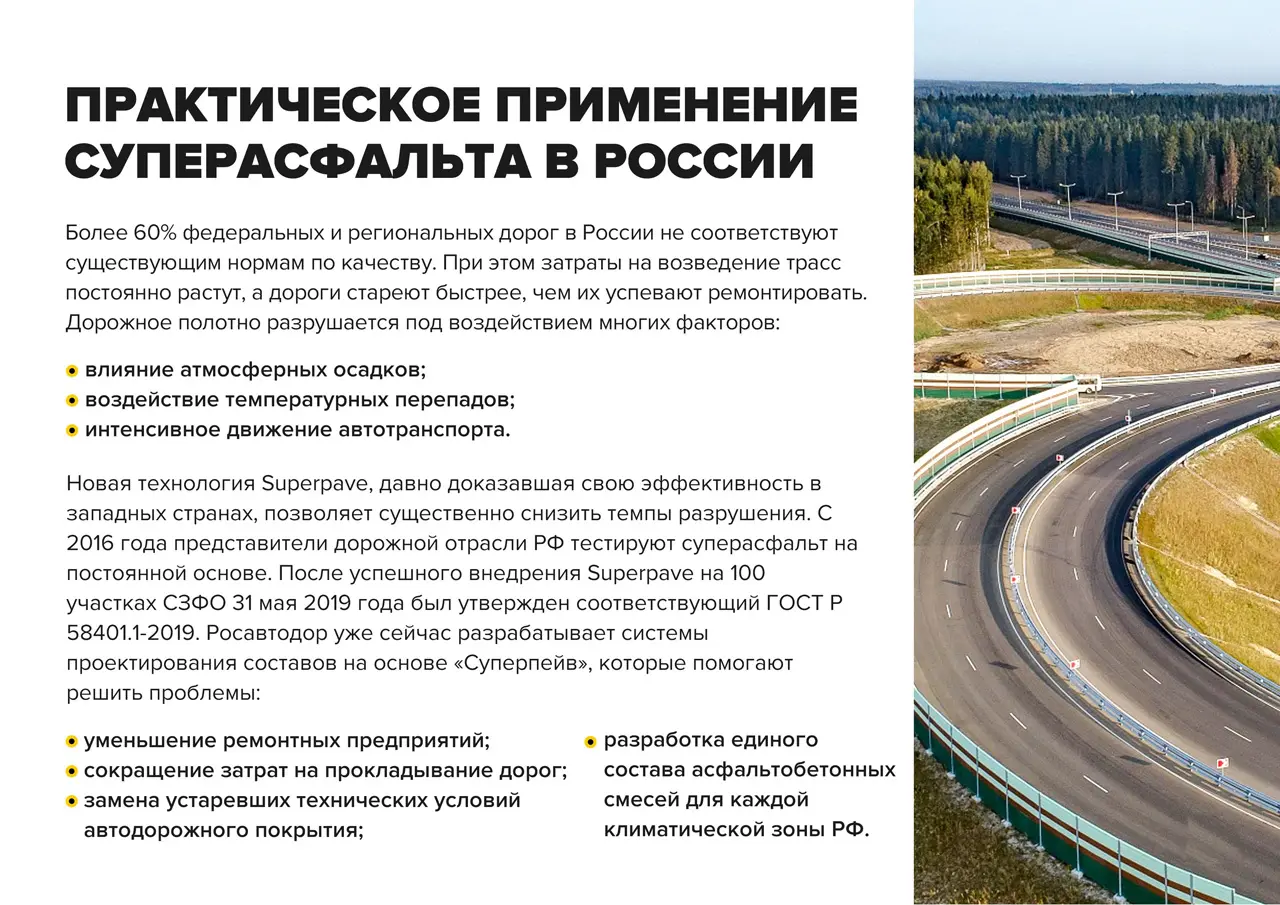 ПРАКТИЧЕСКОЕ ПРИМЕНЕНИЕ
СУПЕРАСФАЛЬТА В РОССИИ
Более 60% федеральных и региональных дорог в России не соответствуют
существующим нормам по качеству. При этом затраты на возведение трасс
постоянно растут, а дороги стареют быстрее, чем их успевают ремонтировать.
Дорожное полотно разрушается под воздействием многих факторов:
влияние атмосферных осадков;
воздействие температурных перепадов;
интенсивное движение автотранспорта.
Новая технология Superpave, давно доказавшая свою эффективность в
западных странах, позволяет существенно снизить темпы разрушения. С
2016 года представители дорожной отрасли РФ тестируют суперасфальт на
постоянной основе. После успешного внедрения Superpave на 100
участках СЗФО 31 мая 2019 года был утвержден соответствующий ГОСТ Р
58401.1-2019. Росавтодор уже сейчас разрабатывает системы
проектирования составов на основе «Суперпейв», которые помогают
решить проблемы:
уменьшение ремонтных предприятий;
сокращение затрат на прокладывание дорог;
замена устаревших технических условий
автодорожного покрытия;
разработка единого
состава асфальтобетонных
смесей для каждой
климатической зоны РФ.